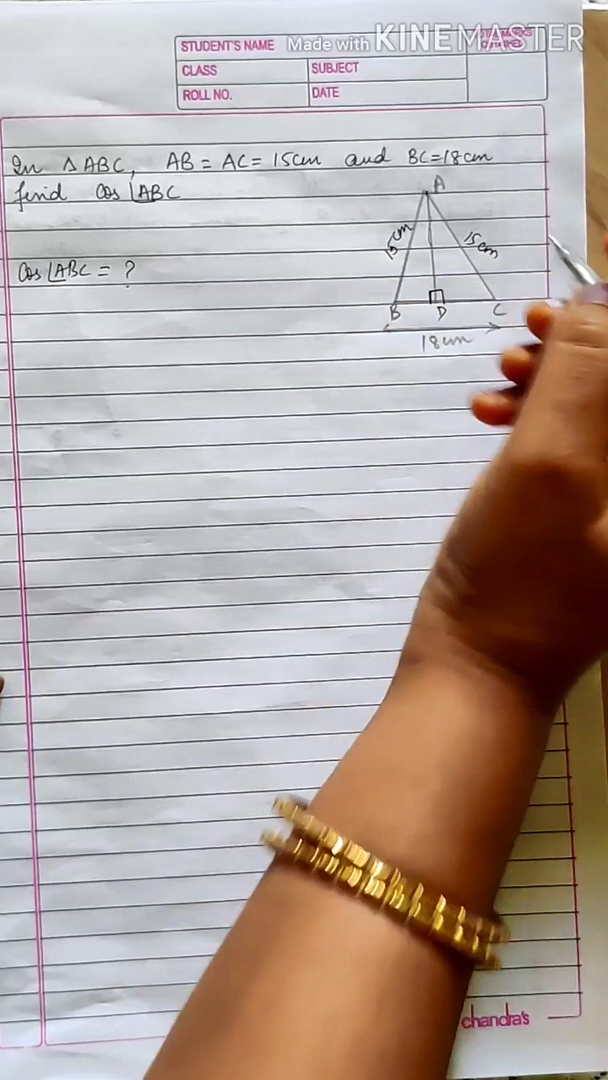 STUDENT'S NAME
Made with KINEMASTER
CLASS
SUBJECT
ROLL NO.
DATE
In ∆ ABC, AB = AC = 15cm and BC = 18cm
find cos ∠ABC
A
15cm
15cm
cos∠ABC = ?
B
D
C
18cm
chandra's